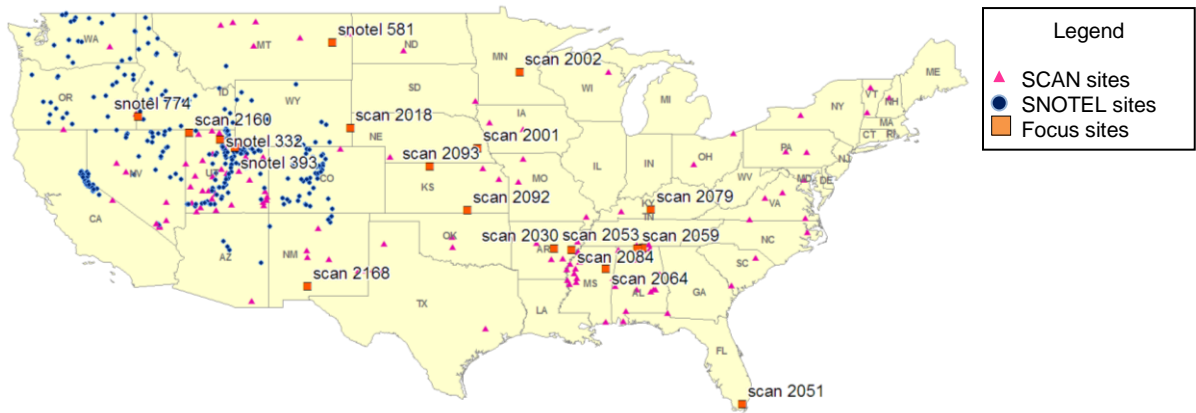 snotel 581
WA
MT
ND
MN
scan 2002
ME
OR
ID
WY
SD
WI
MI
NY
VT
NH
snotel 774
scan 2160
scan 2018
NE
IA
scan 2001
MA
CT
RI
snotel 332
snotel 393
scan 2093
PA
NJ
NV
UT
CO
KS
MO
IL
IN
OH
WV
MD
DE
CA
scan 2092
KY
scan 2079
VA
TN
AZ
NM
OK
scan 2030
scan 2053
scan 2059
AR
NC
scan 2168
scan 2084
SC
TX
LA
MS
scan 2064
AL
GA
FL
scan 2051
Legend
SCAN sites
SNOTEL sites
Focus sites